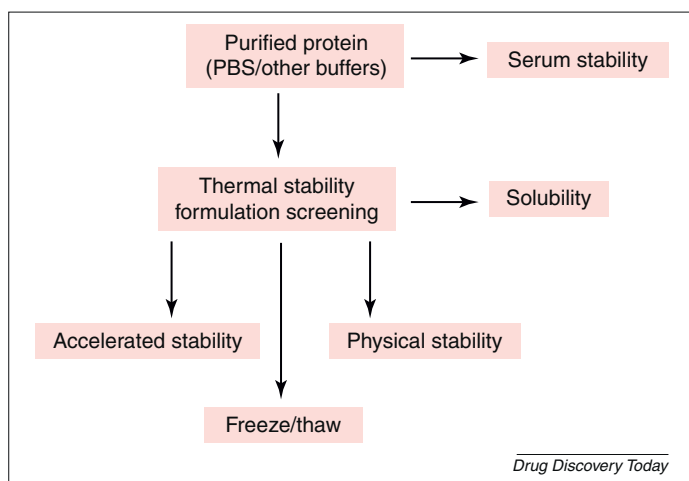 Purified protein
(PBS/other buffers)
Serum stability
Thermal stability
formulation screening
Solubility
Accelerated stability
Physical stability
Freeze/thaw
Drug Discovery Today